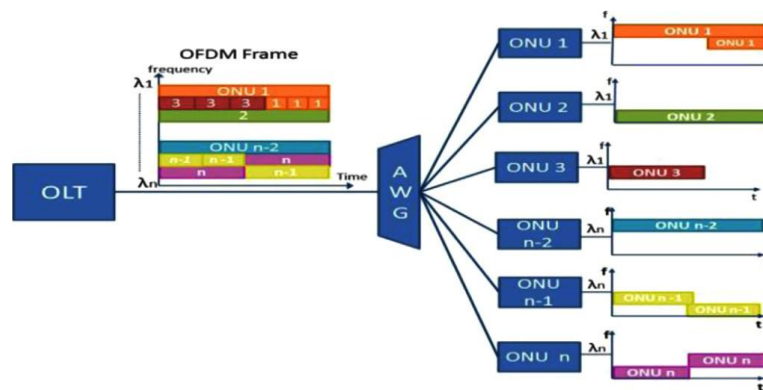 OFDM Frame
frequency
λ1
ONU 1
3 3 3 1 1 1
2
ONU n-2
n-1 n-1 n
n n-1
λn
Time
OLT
A
W
G
ONU 1
λ1
f
ONU 1
ONU 1
ONU 2
λ1
f
ONU 2
ONU 3
λ1
f
ONU 3
t
ONU
n-2
λn
f
ONU n-2
ONU
n-1
λn
f
ONU n-1
ONU n-1
t
ONU n
λn
f
ONU n
ONU n
t